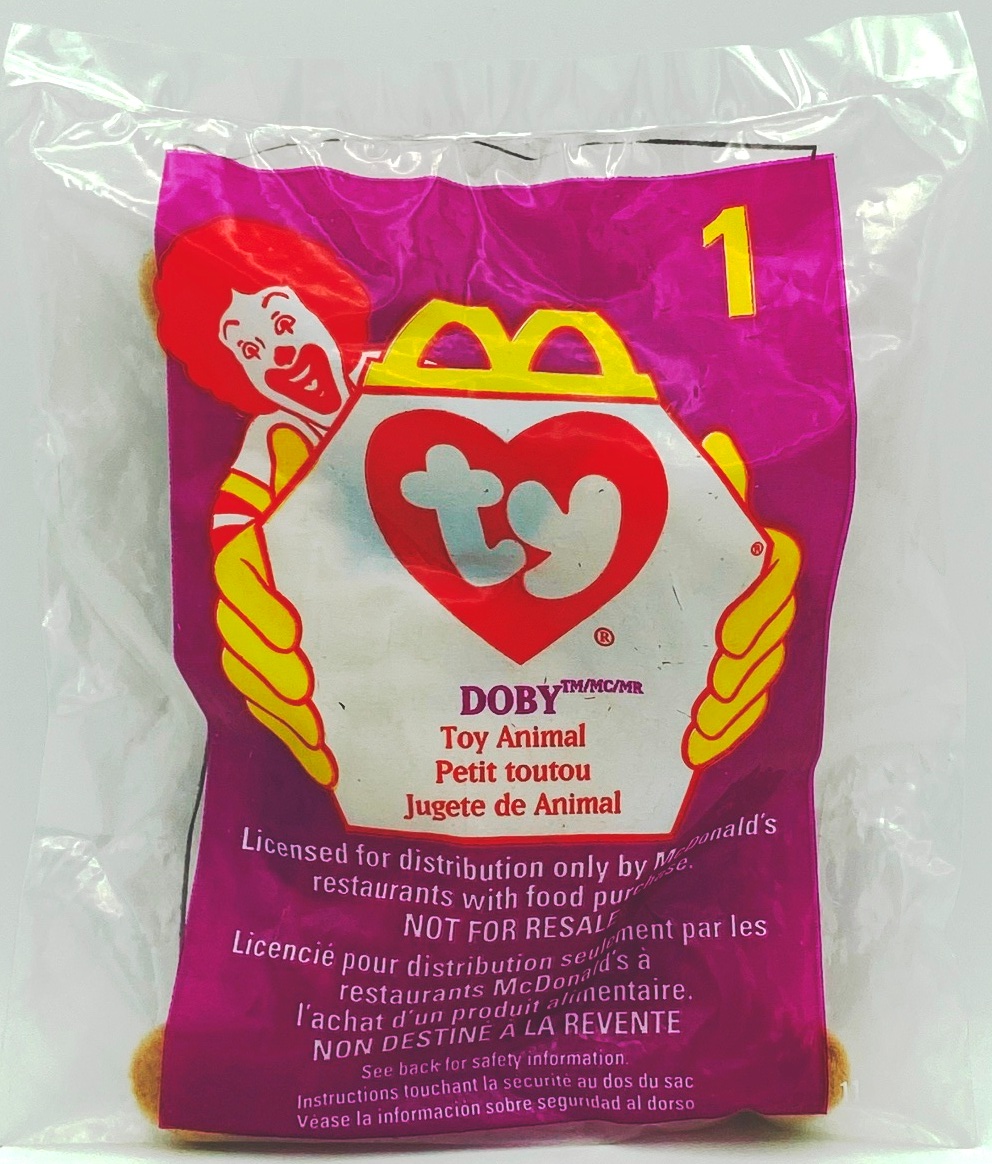 1
ty
®
®
DOBY™/MC/MR
Toy Animal
Petit toutou
Jugete de Animal
Licensed for distribution only by McDonald's
restaurants with food purchase.
NOT FOR RESALE
Licencié pour distribution seulement par les
restaurants McDonald's à
l'achat d'un produit alimentaire.
NON DESTINE A LA REVENTE
See back for safety information.
Instructions touchant la sécurité au dos du sac
Véase la información sobre seguridad al dorso